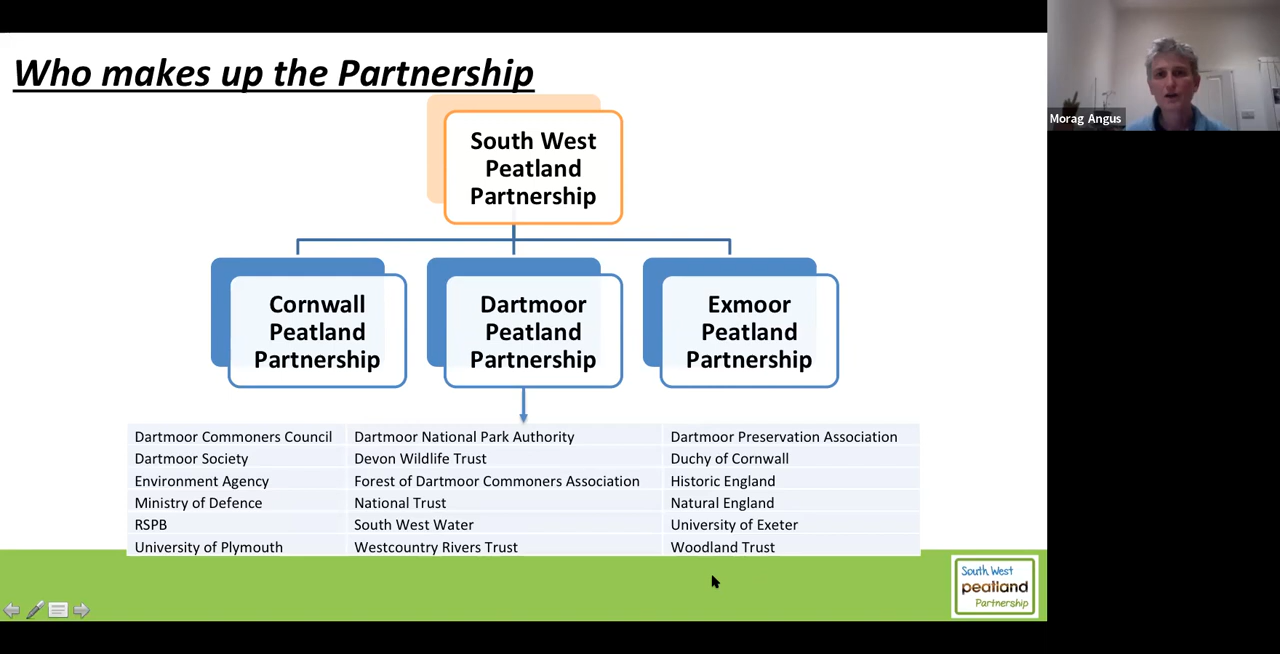 Who makes up the Partnership
Morag Angus
South West
Peatland
Partnership
Cornwall
Peatland
Partnership
Dartmoor
Peatland
Partnership
Exmoor
Peatland
Partnership
Dartmoor Commoners Council Dartmoor National Park Authority Dartmoor Preservation Association
Dartmoor Society Devon Wildlife Trust Duchy of Cornwall
Environment Agency Forest of Dartmoor Commoners Association Historic England
Ministry of Defence National Trust Natural England
RSPB South West Water University of Exeter
University of Plymouth Westcountry Rivers Trust Woodland Trust
South West
peatland
Partnership